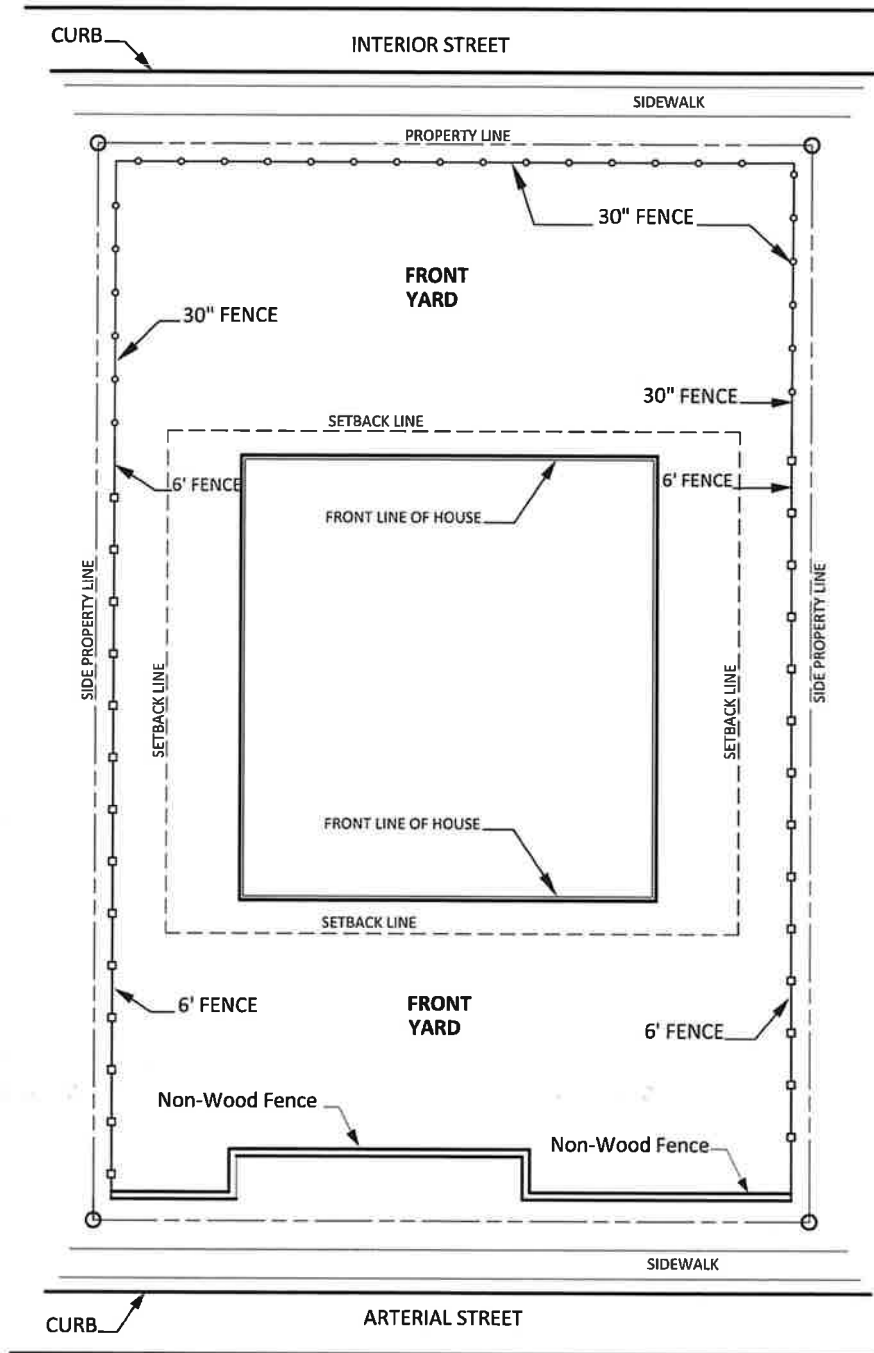 CURB
INTERIOR STREET
SIDEWALK
PROPERTY LINE
30" FENCE
FRONT
YARD
30" FENCE
30" FENCE
SETBACK LINE
6' FENCE
6' FENCE
FRONT LINE OF HOUSE
SIDE PROPERTY LINE
SETBACK LINE
SETBACK LINE
SIDE PROPERTY LINE
FRONT LINE OF HOUSE
SETBACK LINE
6' FENCE
FRONT
YARD
6' FENCE
Non-Wood Fence
Non-Wood Fence
SIDEWALK
CURB
ARTERIAL STREET